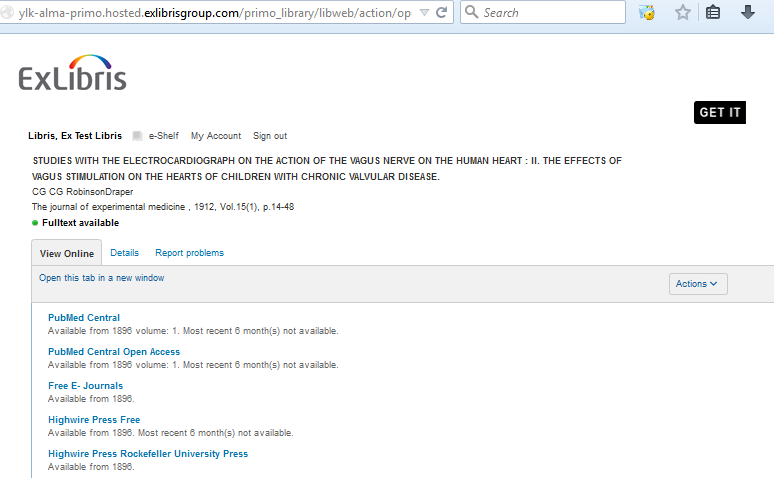 ylk-alma-primo.hosted.exlibrisgroup.com/primo_library/libweb/action/op
Search
ExLibris
GET IT
Libris, Ex Test Libris e-Shelf My Account Sign out
STUDIES WITH THE ELECTROCARDIOGRAPH ON THE ACTION OF THE VAGUS NERVE ON THE HUMAN HEART : II. THE EFFECTS OF
VAGUS STIMULATION ON THE HEARTS OF CHILDREN WITH CHRONIC VALVULAR DISEASE.
CG CG RobinsonDraper
The journal of experimental medicine , 1912, Vol.15(1), p.14-48
Fulltext available
View Online Details Report problems
Open this tab in a new window
Actions
PubMed Central
Available from 1896 volume: 1. Most recent 6 month(s) not available.
PubMed Central Open Access
Available from 1896 volume: 1. Most recent 6 month(s) not available.
Free E- Journals
Available from 1896.
Highwire Press Free
Available from 1896. Most recent 6 month(s) not available.
Highwire Press Rockefeller University Press
Available from 1896.